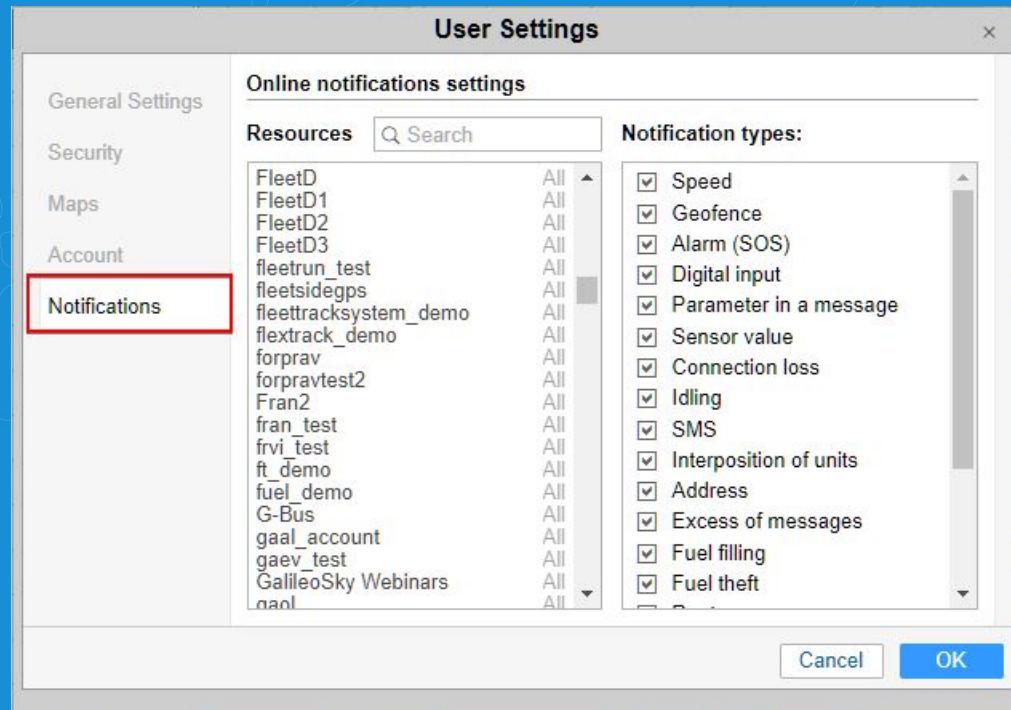 User Settings
General Settings
Security
Maps
Account
Notifications
Online notifications settings
Resources
Search
FleetD All
FleetD1 All
FleetD2 All
FleetD3 All
fleetrun_test All
fleetsidegps All
fleettracksystem_demo All
flextrack_demo All
forprav All
forpravtest2 All
Fran2 All
fran_test All
frvi_test All
ft_demo All
fuel_demo All
G-Bus All
gaal_account All
gaev_test All
GalileoSky Webinars All
gaol All
Notification types:
Speed
Geofence
Alarm (SOS)
Digital input
Parameter in a message
Sensor value
Connection loss
Idling
SMS
Interposition of units
Address
Excess of messages
Fuel filling
Fuel theft
Cancel
OK